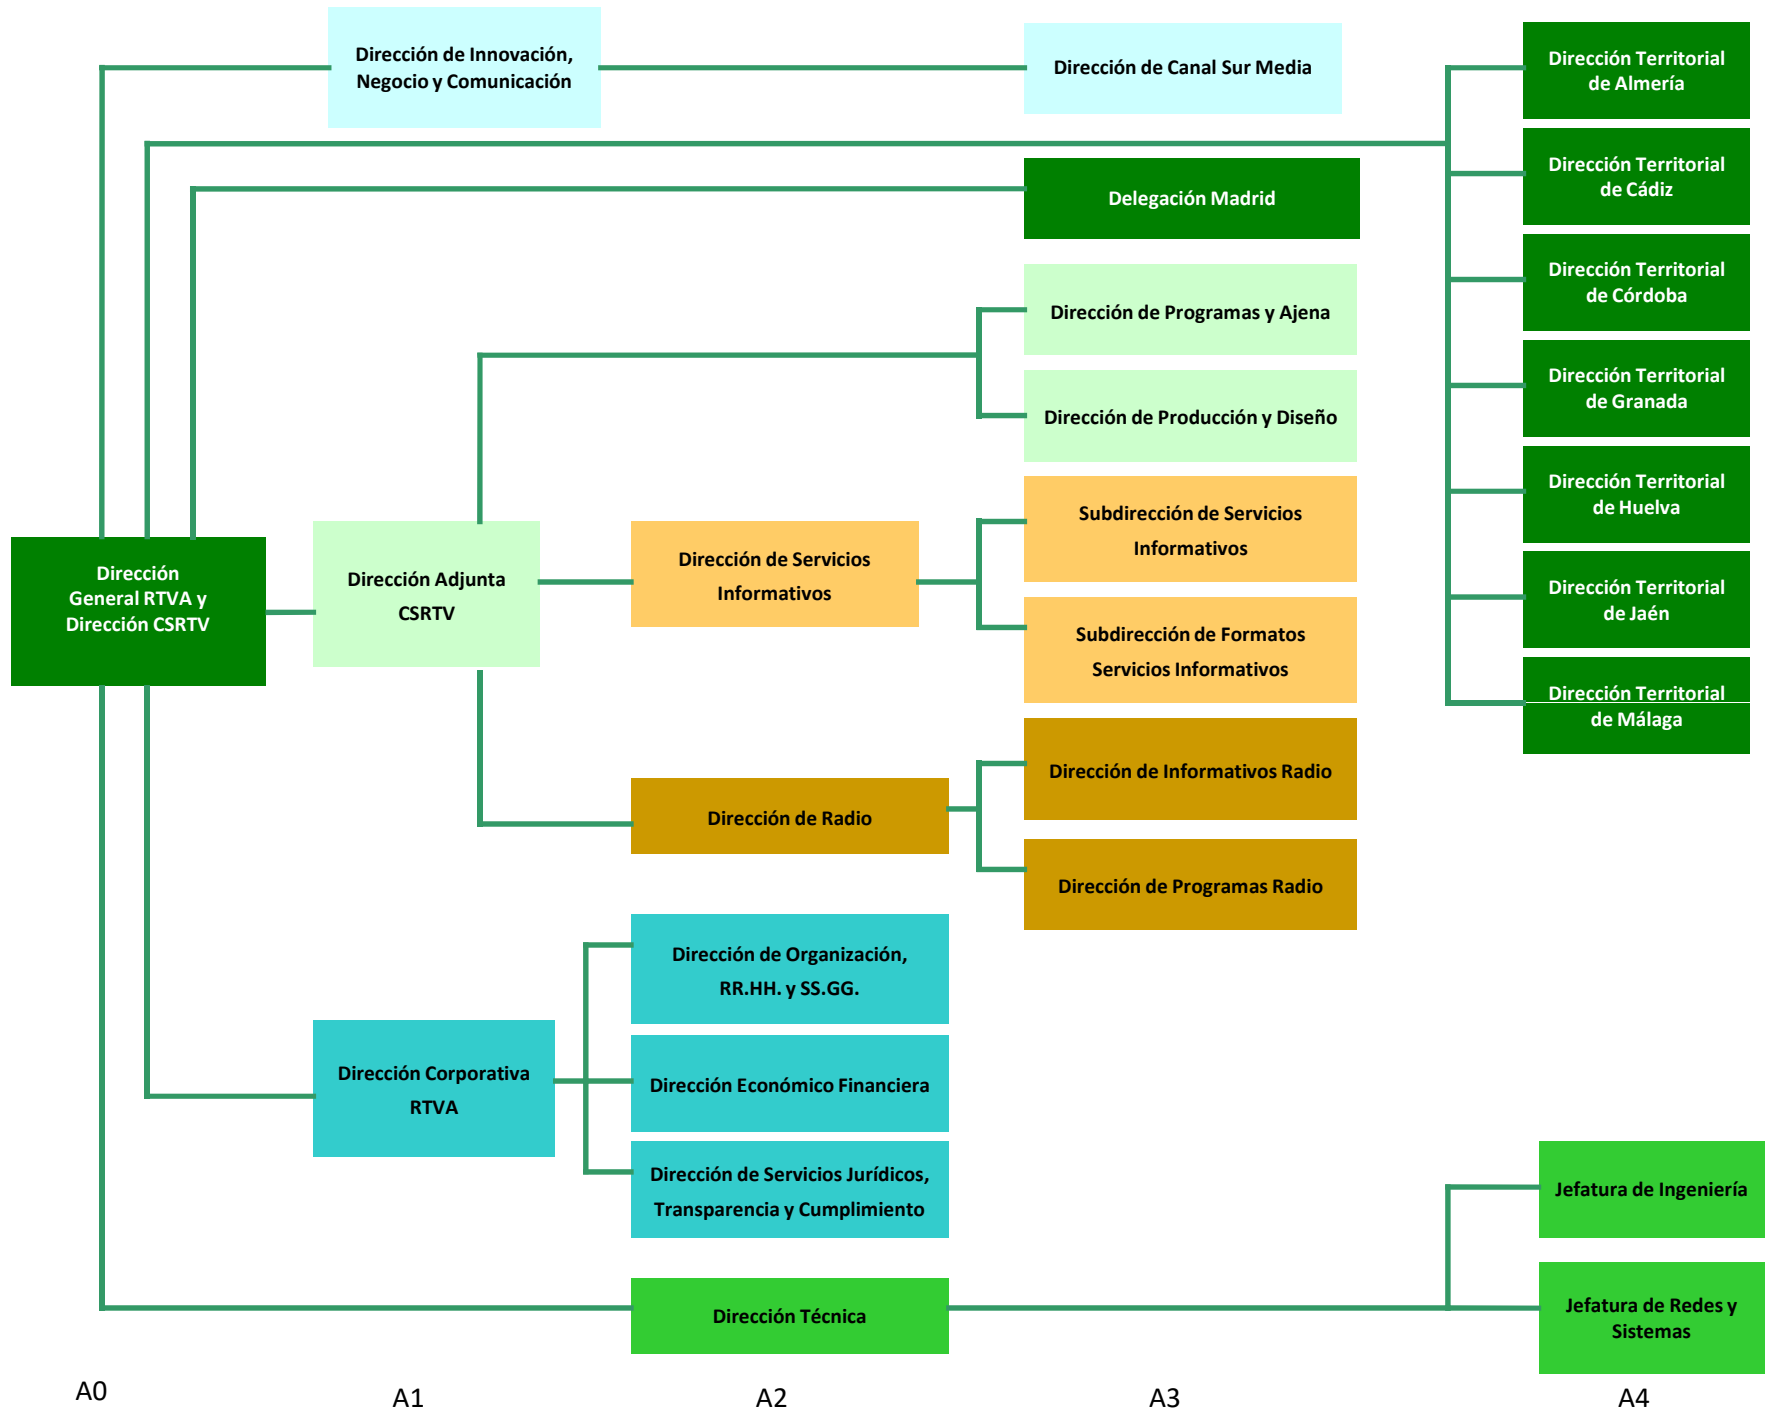 Dirección de Innovación,
Negocio y Comunicación
Dirección de Canal Sur Media
Dirección Territorial
de Almería
Dirección Territorial
de Cádiz
Delegación Madrid
Dirección Territorial
de Córdoba
Dirección de Programas y Ajena
Dirección Territorial
de Granada
Dirección de Producción y Diseño
Dirección Territorial
de Huelva
Subdirección de Servicios
Informativos
Dirección
General RTVA y
Dirección CSRTV
Dirección Adjunta
CSRTV
Dirección de Servicios
Informativos
Dirección Territorial
de Jaén
Subdirección de Formatos
Servicios Informativos
Dirección Territorial
de Málaga
Dirección de Informativos Radio
Dirección de Radio
Dirección de Programas Radio
Dirección de Organización,
RR.HH. y SS.GG.
Dirección Corporativa
RTVA
Dirección Económico Financiera
Dirección de Servicios Jurídicos,
Transparencia y Cumplimiento
Jefatura de Ingeniería
Dirección Técnica
Jefatura de Redes y
Sistemas
A0
A1
A2
A3
A4